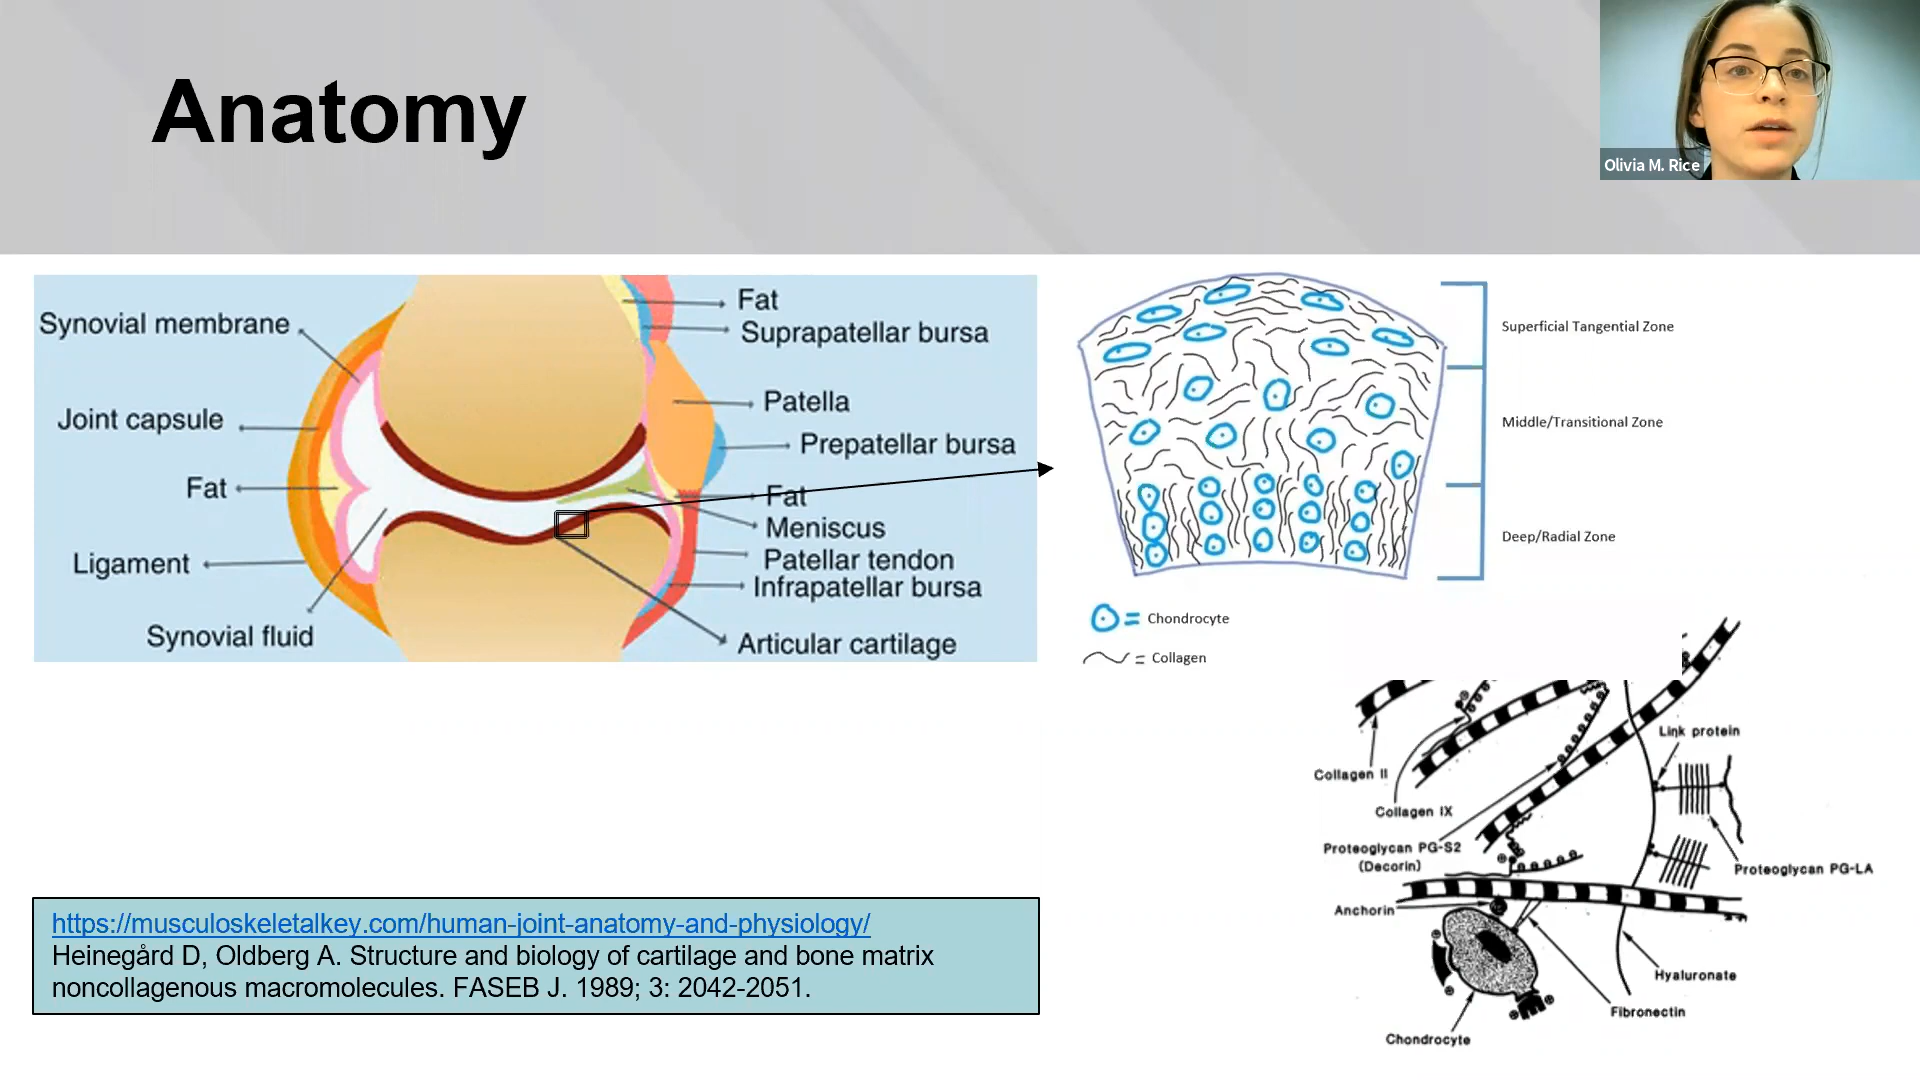 Anatomy
Olivia M. Rice
Synovial membrane
Joint capsule
Fat
Ligament
Synovial fluid
Fat
Suprapatellar bursa
Patella
Prepatellar bursa
Fat
Meniscus
Patellar tendon
Infrapatellar bursa
Articular cartilage
Superficial Tangential Zone
Middle/Transitional Zone
Deep/Radial Zone
= Chondrocyte
= Collagen
Link protein
Collagen II
Collagen IX
Proteoglycan PG-S2
(Decorin)
Proteoglycan PG-LA
Anchorin
Hyaluronate
Fibronectin
Chondrocyte
https://musculoskeletalkey.com/human-joint-anatomy-and-physiology/
Heinegård D, Oldberg A. Structure and biology of cartilage and bone matrix
noncollagenous macromolecules. FASEB J. 1989; 3: 2042-2051.